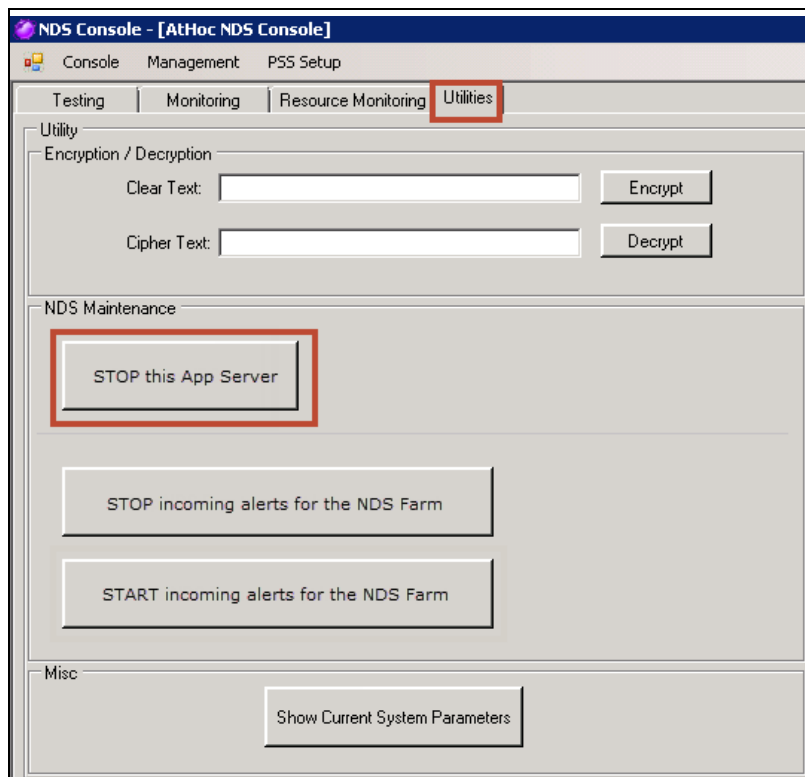 NDS Console - [AtHoc NDS Console]
Console Management PSS Setup
Testing Monitoring Resource Monitoring Utilities
Utility
Encryption / Decryption
Clear Text: Encrypt
Cipher Text: Decrypt
NDS Maintenance
STOP this App Server
STOP incoming alerts for the NDS Farm
START incoming alerts for the NDS Farm
Misc
Show Current System Parameters